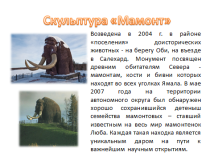 Скульптура «Мамонт»
Возведена в 2004 г. в районе
«поселения» доисторических
животных - на берегу Оби, на въезде
в Салехард. Монумент посвящен
древним обитателям Севера -
мамонтам, кости и бивни которых
находят во всех уголках Ямала. В мае
2007 года на территории
автономного округа был обнаружен
хорошо сохранившийся детеныш
семейства мамонтовых – ставший
известным на весь мир мамонтенок
Люба. Каждая такая находка является
уникальным даром на пути к
важнейшим научным открытиям.